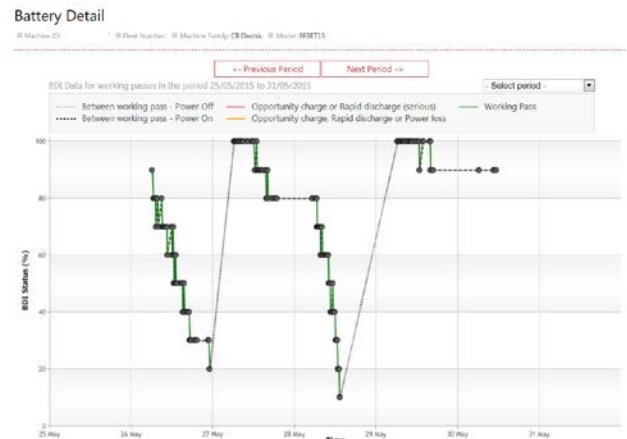 Battery Detail
Machine ID: Fleet Number: Machine Family: CB Electric Model: BFBET15
<- Previous Period Next Period ->
BDI Data for working passes in the period 25/05/2015 to 31/05/2015 - Select period -
Between working pass - Power Off Opportunity charge or Rapid discharge (serious) Working Pass
Between working pass - Power On Opportunity charge, Rapid discharge or Power loss
100
80
60
40
20
0
BDI Status (%)
25 May 26 May 27 May 28 May 29 May 30 May 31 May
Time